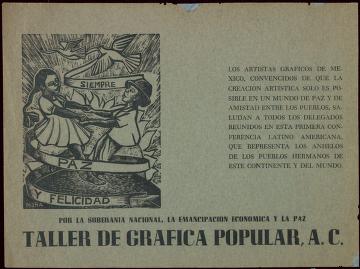 SIEMPRE
PAZ
Y FELICIDAD
MORA
LOS ARTISTAS GRAFICOS DE ME-
XICO, CONVENCIDOS DE QUE LA
CREACION ARTISTICA SOLO ES PO-
SIBLE EN UN MUNDO DE PAZ Y DE
AMISTAD ENTRE LOS PUEBLOS, SA-
LUDAN A TODOS LOS DELEGADOS
REUNIDOS EN ESTA PRIMERA CON-
FERENCIA LATINO AMERICANA,
QUE REPRESENTA LOS ANHELOS
DE LOS PUEBLOS HERMANOS DE
ESTE CONTINENTE Y DEL MUNDO.
POR LA SOBERANIA NACIONAL, LA EMANCIPACION ECONOMICA Y LA PAZ
TALLER DE GRAFICA POPULAR, A. C.